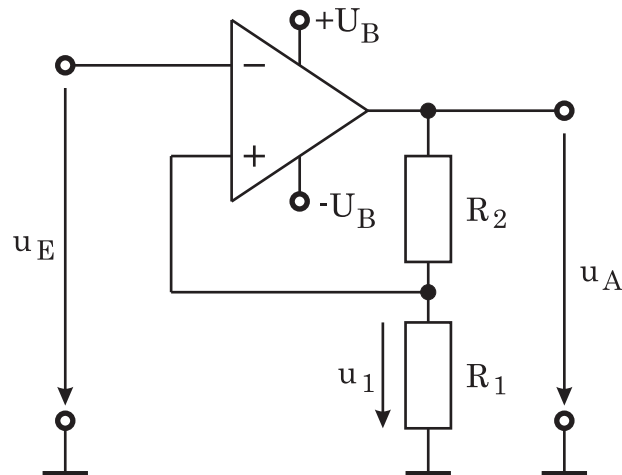 +U_B
−
+
-U_B
R_2
u_E
u_A
u_1
R_1